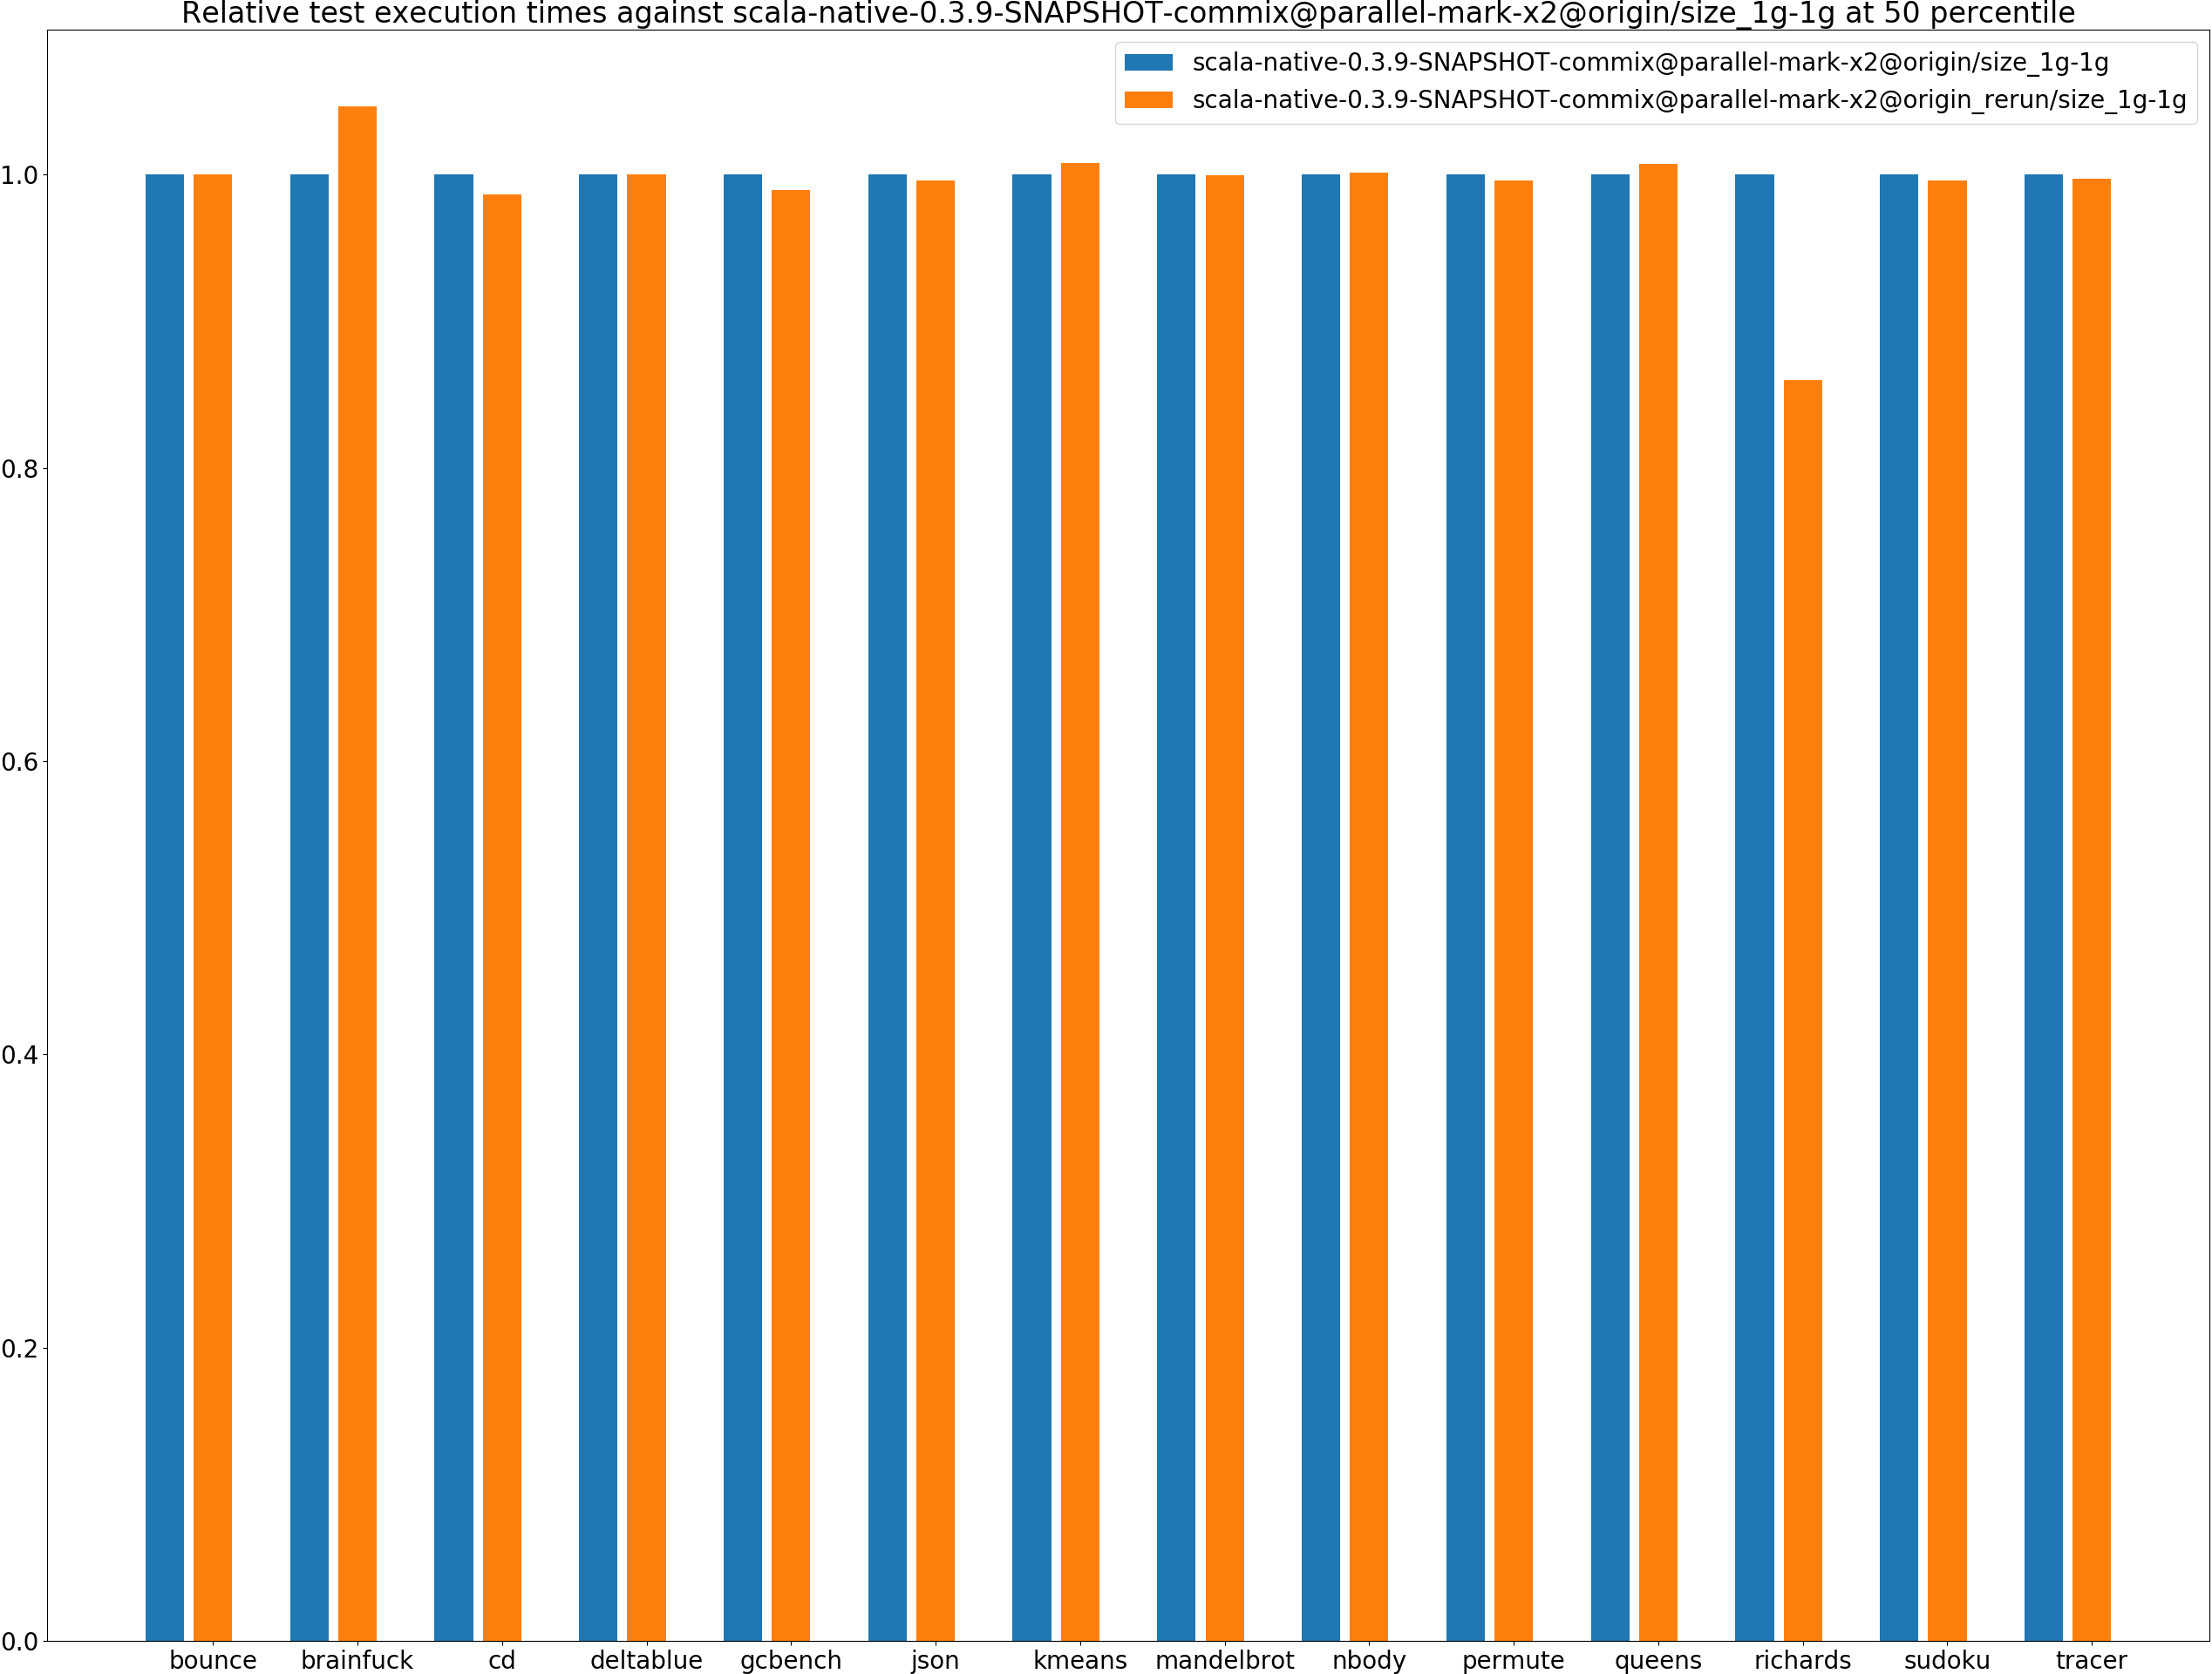 Relative test execution times against scala-native-0.3.9-SNAPSHOT-commix@parallel-mark-x2@origin/size_1g-1g at 50 percentile
scala-native-0.3.9-SNAPSHOT-commix@parallel-mark-x2@origin/size_1g-1g
scala-native-0.3.9-SNAPSHOT-commix@parallel-mark-x2@origin_rerun/size_1g-1g
1.0
0.8
0.6
0.4
0.2
0.0
bounce brainfuck cd deltablue gcbench json kmeans mandelbrot nbody permute queens richards sudoku tracer